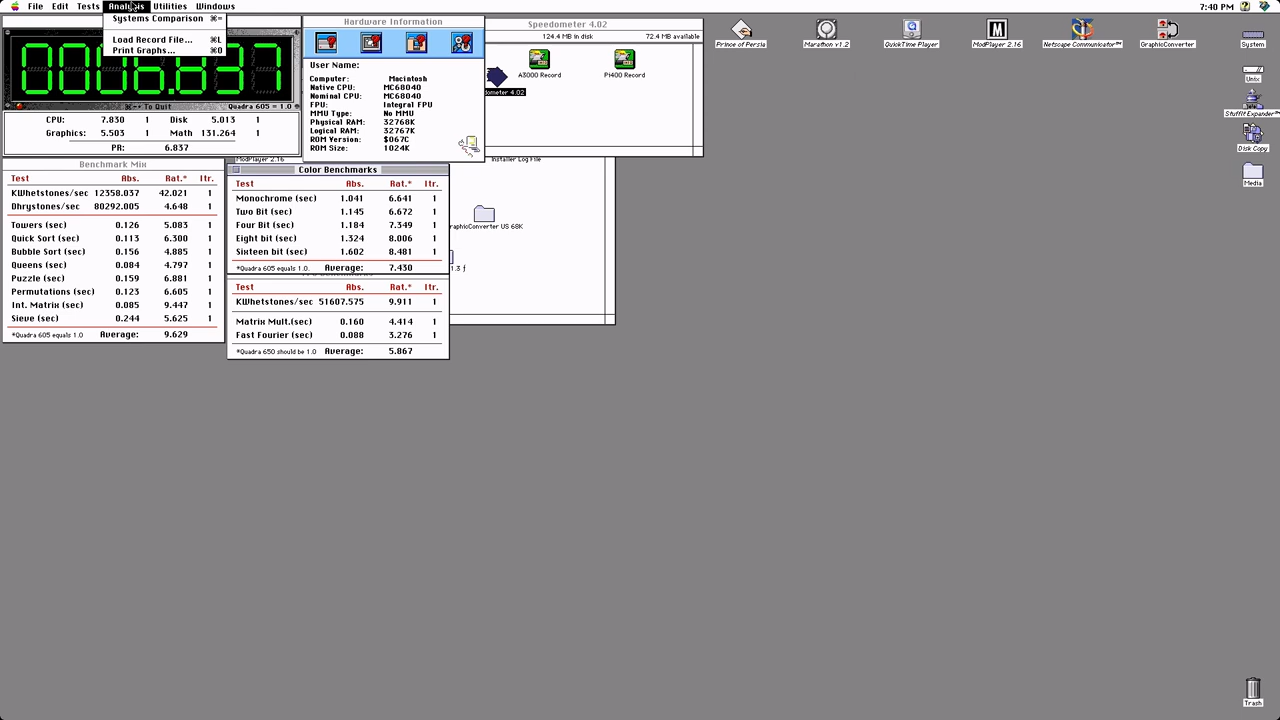 File Edit Tests Analysis Utilities Windows 7:40 PM
Systems Comparison ⌘=
Load Record File... ⌘L
Print Graphs... ⌘O
To Quit Quadra 605 = 1.0
CPU: 7.830 1 Disk 5.013 1
Graphics: 5.503 1 Math 131.264 1
PR: 6.837
Hardware Information
User Name:
Computer: Macintosh
Native CPU: MC68040
Nominal CPU: MC68040
FPU: Integral FPU
MMU Type: No MMU
Physical RAM: 32768K
Logical RAM: 32767K
ROM Version: $067C
ROM Size: 1024K
Speedometer 4.02
124.4 MB in disk 72.4 MB available
A3000 Record
Pi400 Record
dometer 4.02
ModPlayer 2.16
Installer Log File
raphicConverter US 68K
1.3 ƒ
Benchmark Mix
Test Abs. Rat.* Itr.
KWhetstones/sec 12358.037 42.021 1
Dhrystones/sec 80292.005 4.648 1
Towers (sec) 0.126 5.083 1
Quick Sort (sec) 0.113 6.300 1
Bubble Sort (sec) 0.156 4.885 1
Queens (sec) 0.084 4.797 1
Puzzle (sec) 0.159 6.881 1
Permutations (sec) 0.123 6.605 1
Int. Matrix (sec) 0.085 9.447 1
Sieve (sec) 0.244 5.625 1
*Quadra 605 equals 1.0 Average: 9.629
Color Benchmarks
Test Abs. Rat.* Itr.
Monochrome (sec) 1.041 6.641 1
Two Bit (sec) 1.145 6.672 1
Four Bit (sec) 1.184 7.349 1
Eight bit (sec) 1.324 8.006 1
Sixteen bit (sec) 1.602 8.481 1
*Quadra 605 equals 1.0. Average: 7.430
Test Abs. Rat.* Itr.
KWhetstones/sec 51607.575 9.911 1
Matrix Mult.(sec) 0.160 4.414 1
Fast Fourier (sec) 0.088 3.276 1
*Quadra 650 should be 1.0 Average: 5.867
Prince of Persia
Marathon v1.2
QuickTime Player
ModPlayer 2.16
Netscape Communicator™
GraphicConverter
System
Unix
StuffIt Expander™
Disk Copy
Media
Trash